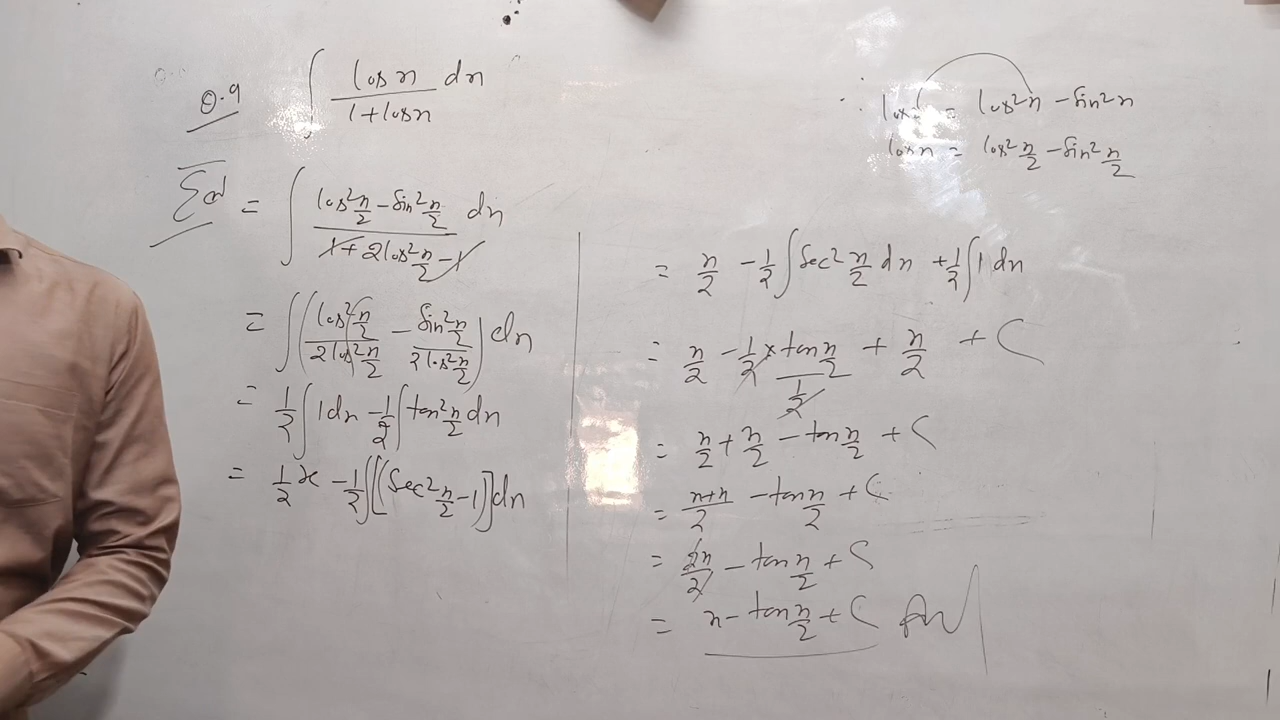 Q.9 ∫ cos x / (1 + cos x) dx
Sol = ∫ (cos² x/2 − sin² x/2) / (1 + 2cos² x/2 − 1) dx
= ∫ (cos² x/2 / 2cos² x/2 − sin² x/2 / 2cos² x/2) dx
= 1/2 ∫ 1 dx − 1/2 ∫ tan² x/2 dx
= 1/2 x − 1/2 ∫ [(sec² x/2 − 1)] dx
= cos² x − sin² x
cos x = cos² x/2 − sin² x/2
= x/2 − 1/2 ∫ sec² x/2 dx + 1/2 ∫ 1 dx
= x/2 − 1/2 × (tan x/2) / (1/2) + x/2 + C
= x/2 + x/2 − tan x/2 + C
= (x+x)/2 − tan x/2 + C
= 2x/2 − tan x/2 + C
= x − tan x/2 + C Ans